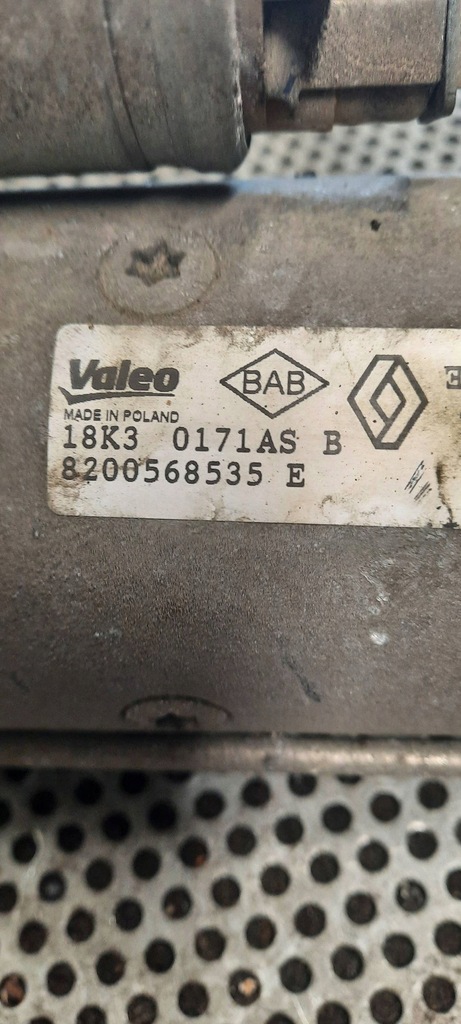 Valeo BAB
MADE IN POLAND
18K3 0171AS B
8200568535 E